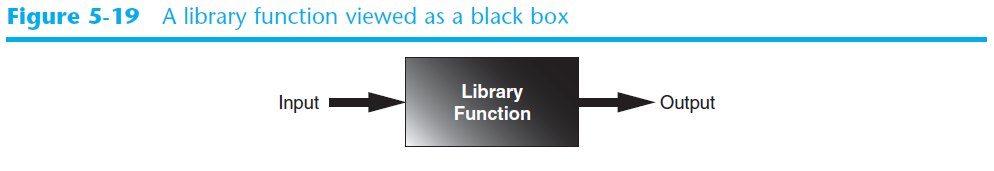 Figure 5-19 A library function viewed as a black box
Input
Library
Function
Output